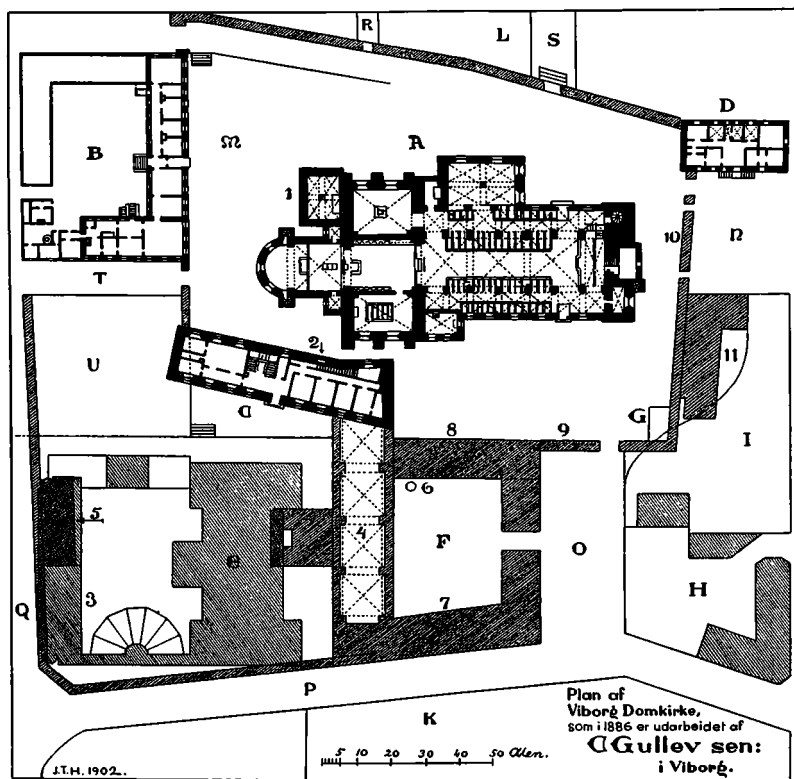 R
L
S
D
B
M
A
1
10
N
T
2
U
C
11
8
9
G
I
6
5
4
F
O
e
3
7
H
Q
P
K
Plan af
Viborg Domkirke,
som i 1886 er udarbeidet af
C Gullev sen:
i Viborg.
5 10 20 30 40 50 Alen.
J.T.H. 1902.